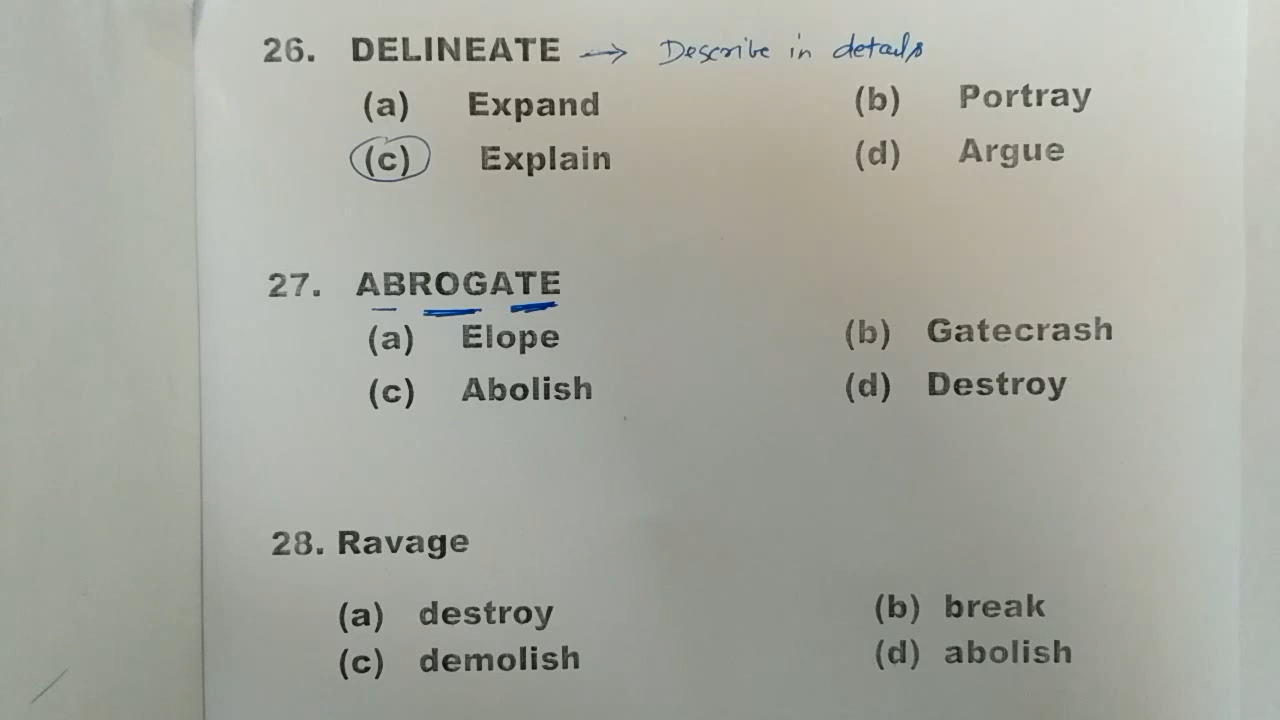 26. DELINEATE → Describe in details
(a) Expand (b) Portray
(c) Explain (d) Argue
27. ABROGATE
(a) Elope (b) Gatecrash
(c) Abolish (d) Destroy
28. Ravage
(a) destroy (b) break
(c) demolish (d) abolish